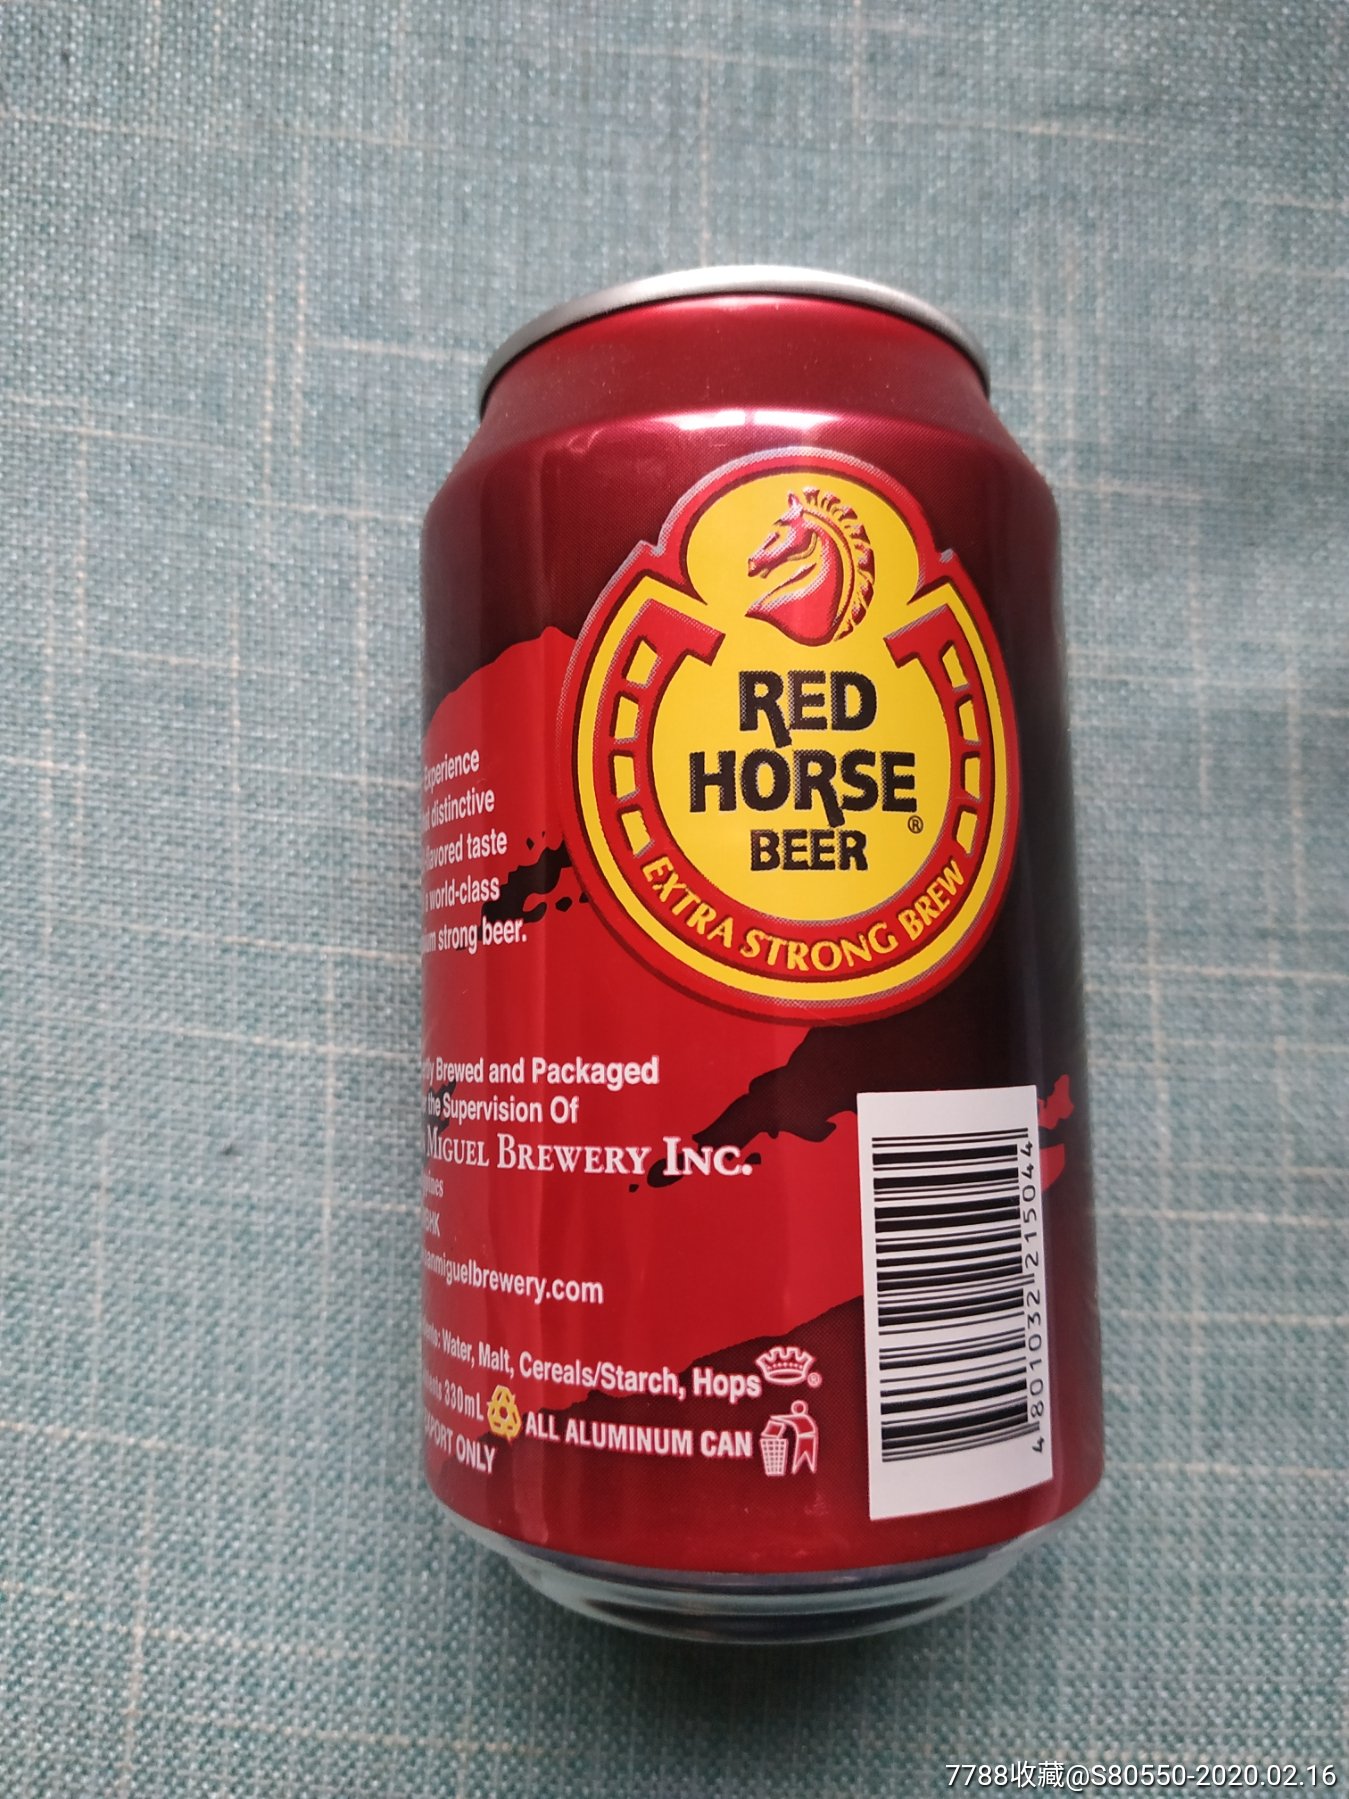 RED
HORSE
BEER
®
EXTRA STRONG BREW
Experience
distinctive
flavored taste
world-class
strong beer.
Brewed and Packaged
the Supervision Of
MIGUEL BREWERY INC.
sanmiguelbrewery.com
Water, Malt, Cereals/Starch, Hops
®
330mL
ALL ALUMINUM CAN
EXPORT ONLY
4 801032 215044
7788收藏@S80550-2020.02.16